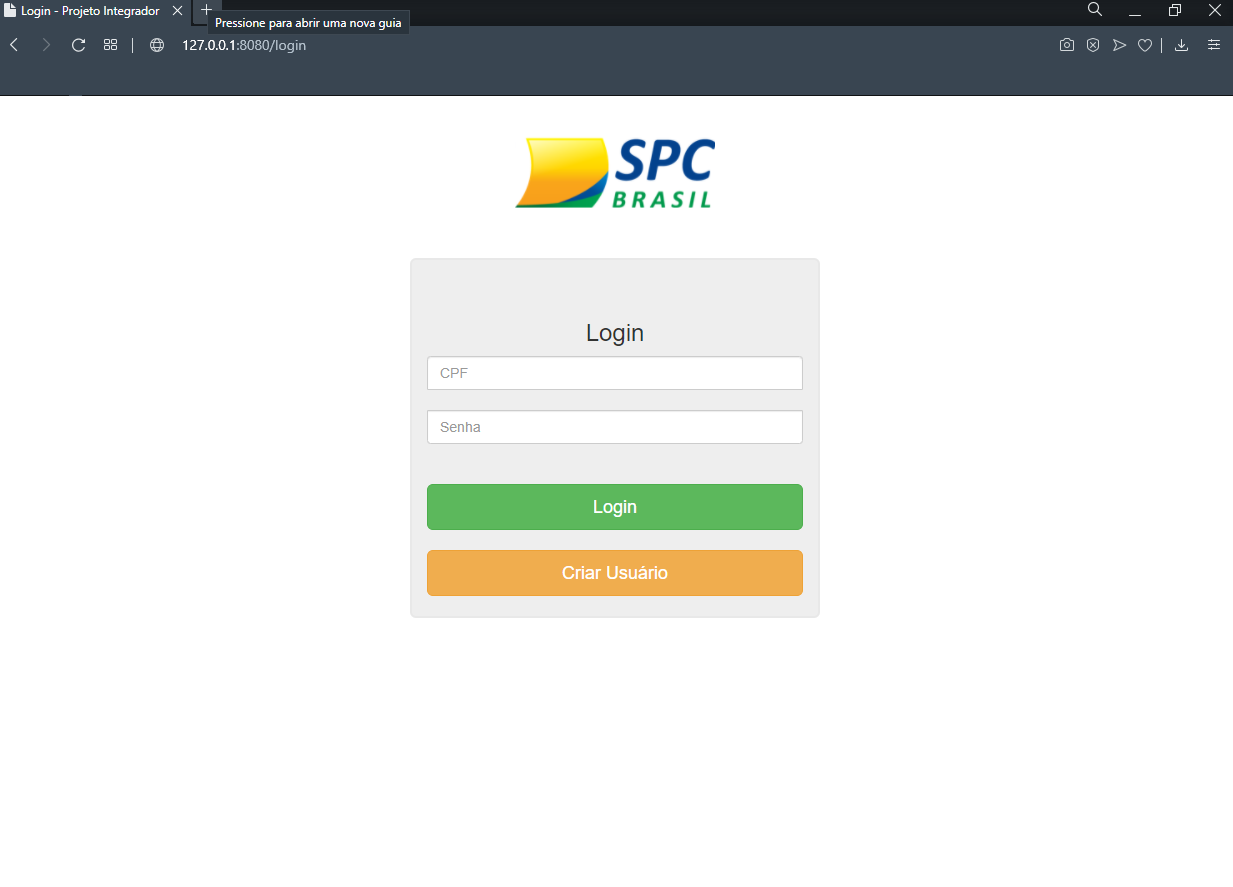 Login - Projeto Integrador
Pressione para abrir uma nova guia
127.0.0.1:8080/login
SPC
BRASIL
Login
CPF
Senha
Login
Criar Usuário